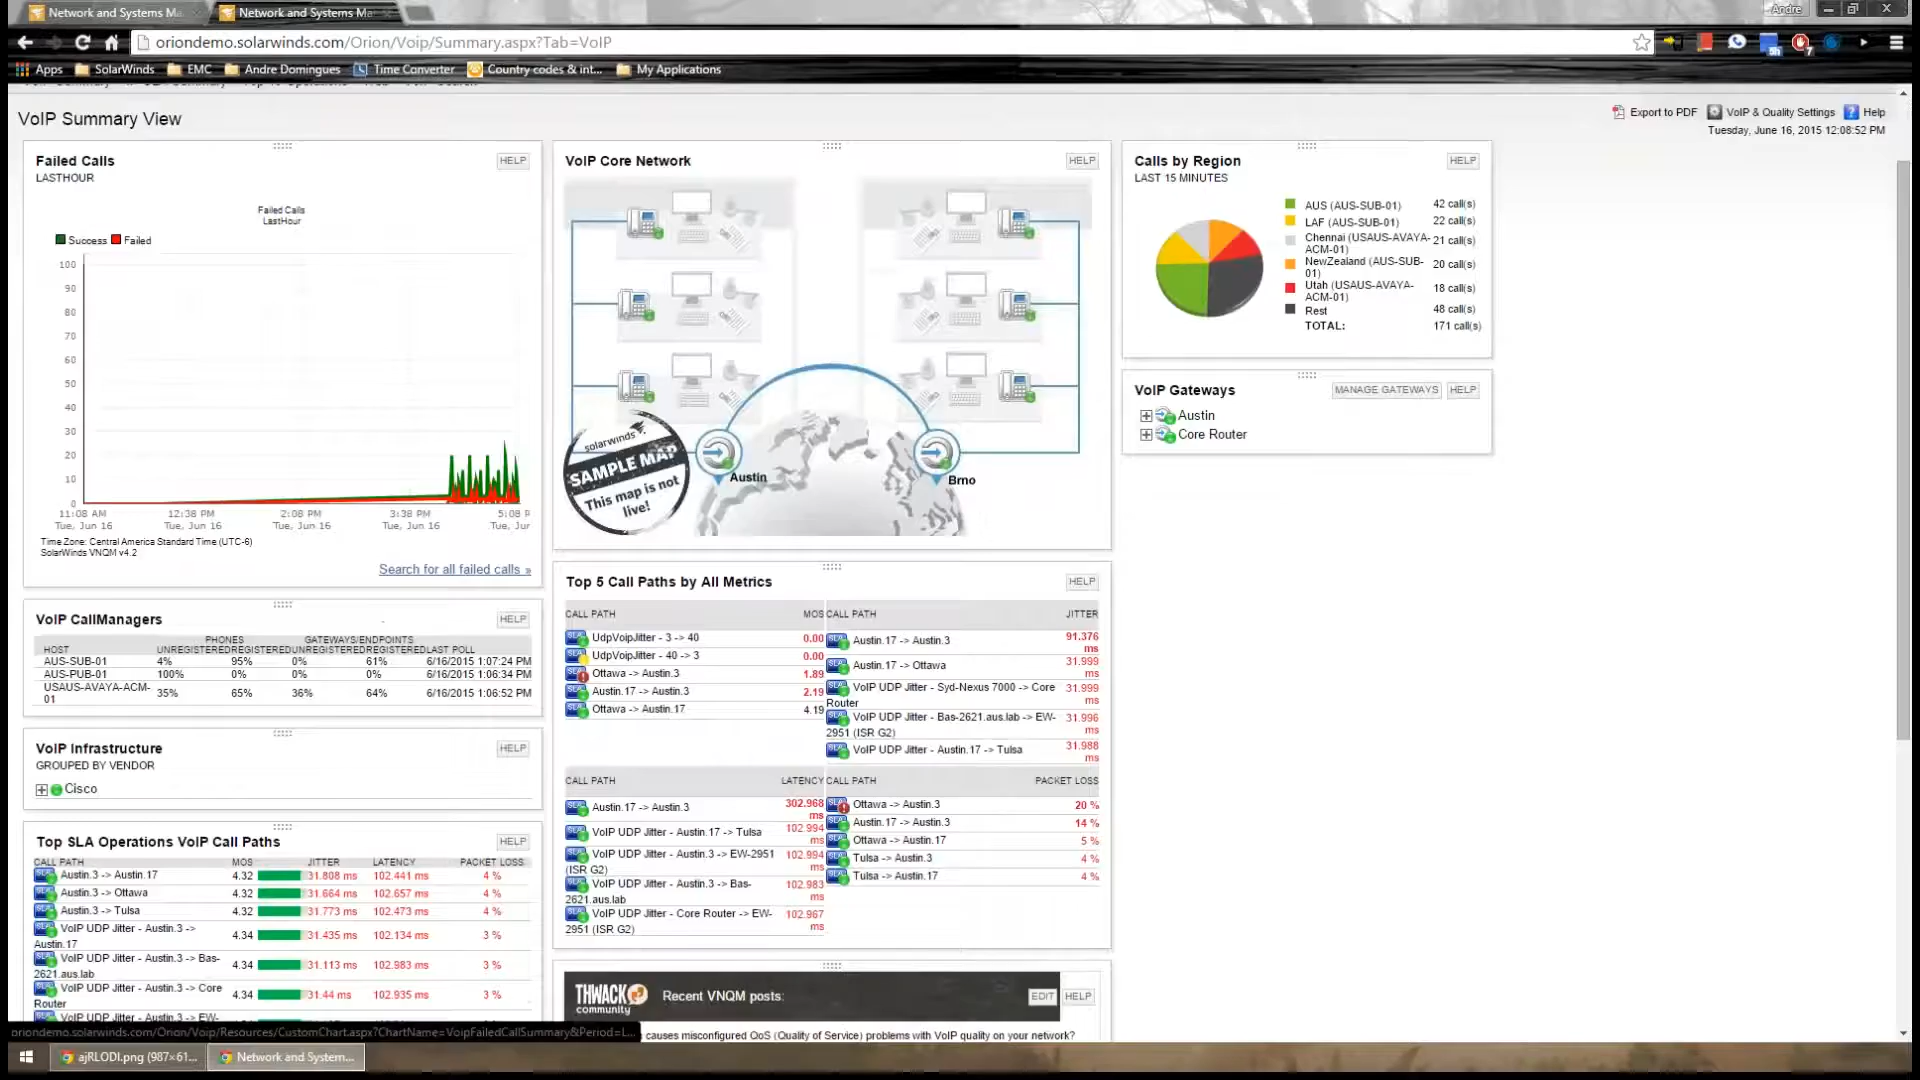 Network and Systems Ma
Network and Systems Ma
Andre
oriondemo.solarwinds.com/Orion/Voip/Summary.aspx?Tab=VoIP
Apps
SolarWinds
EMC
Andre Domingues
Time Converter
Country codes & int...
My Applications
VoIP Summary View
Export to PDF
VoIP & Quality Settings
Help
Tuesday, June 16, 2015 12:08:52 PM
Failed Calls
HELP
LASTHOUR
Failed Calls
LastHour
Success
Failed
100
90
80
70
60
50
40
30
20
10
0
11:08 AM
Tue, Jun 16
12:38 PM
Tue, Jun 16
2:08 PM
Tue, Jun 16
3:38 PM
Tue, Jun 16
5:08 P
Tue, Jur
Time Zone: Central America Standard Time (UTC-6)
SolarWinds VNQM v4.2
Search for all failed calls »
VoIP CallManagers
HELP
PHONES
GATEWAYS/ENDPOINTS
HOST UNREGISTERED REGISTERED UNREGISTERED REGISTERED LAST POLL
AUS-SUB-01 4% 95% 0% 61% 6/16/2015 1:07:24 PM
AUS-PUB-01 100% 0% 0% 0% 6/16/2015 1:06:34 PM
USAUS-AVAYA-ACM-01 35% 65% 36% 64% 6/16/2015 1:06:52 PM
VoIP Infrastructure
HELP
GROUPED BY VENDOR
Cisco
Top SLA Operations VoIP Call Paths
HELP
CALL PATH MOS JITTER LATENCY PACKET LOSS
Austin.3 -> Austin.17 4.32 31.808 ms 102.441 ms 4 %
Austin.3 -> Ottawa 4.32 31.664 ms 102.657 ms 4 %
Austin.3 -> Tulsa 4.32 31.773 ms 102.473 ms 4 %
VoIP UDP Jitter - Austin.3 ->
Austin.17 4.34 31.435 ms 102.134 ms 3 %
VoIP UDP Jitter - Austin.3 -> Bas-
2621.aus.lab 4.34 31.113 ms 102.983 ms 3 %
VoIP UDP Jitter - Austin.3 -> Core
Router 4.34 31.44 ms 102.935 ms 3 %
VoIP UDP Jitter - Austin.3 -> EW-
oriondemo.solarwinds.com/Orion/Voip/Resources/CustomChart.aspx?ChartName=VoipFailedCallSummary&Period=L...
VoIP Core Network
HELP
solarwinds
SAMPLE MAP
This map is not
live!
Austin
Brno
Top 5 Call Paths by All Metrics
HELP
CALL PATH MOS
UdpVoipJitter - 3 -> 40 0.00
UdpVoipJitter - 40 -> 3 0.00
Ottawa -> Austin.3 1.89
Austin.17 -> Austin.3 2.19
Ottawa -> Austin.17 4.19
CALL PATH JITTER
Austin.17 -> Austin.3 91.376 ms
Austin.17 -> Ottawa 31.999 ms
VoIP UDP Jitter - Syd-Nexus 7000 -> Core
Router 31.999 ms
VoIP UDP Jitter - Bas-2621.aus.lab -> EW-
2951 (ISR G2) 31.996 ms
VoIP UDP Jitter - Austin.17 -> Tulsa 31.988 ms
CALL PATH LATENCY
Austin.17 -> Austin.3 302.968 ms
VoIP UDP Jitter - Austin.17 -> Tulsa 102.994 ms
VoIP UDP Jitter - Austin.3 -> EW-2951
(ISR G2) 102.994 ms
VoIP UDP Jitter - Austin.3 -> Bas-
2621.aus.lab 102.983 ms
VoIP UDP Jitter - Core Router -> EW-
2951 (ISR G2) 102.967 ms
CALL PATH PACKET LOSS
Ottawa -> Austin.3 20 %
Austin.17 -> Austin.3 14 %
Ottawa -> Austin.17 5 %
Tulsa -> Austin.3 4 %
Tulsa -> Austin.17 4 %
THWACK
community
Recent VNQM posts:
EDIT
HELP
causes misconfigured QoS (Quality of Service) problems with VoIP quality on your network?
Calls by Region
HELP
LAST 15 MINUTES
AUS (AUS-SUB-01) 42 call(s)
LAF (AUS-SUB-01) 22 call(s)
Chennai (USAUS-AVAYA-
ACM-01) 21 call(s)
NewZealand (AUS-SUB-
01) 20 call(s)
Utah (USAUS-AVAYA-
ACM-01) 18 call(s)
Rest 48 call(s)
TOTAL: 171 call(s)
VoIP Gateways
MANAGE GATEWAYS
HELP
Austin
Core Router
ajRLODI.png (987×61...
Network and System...